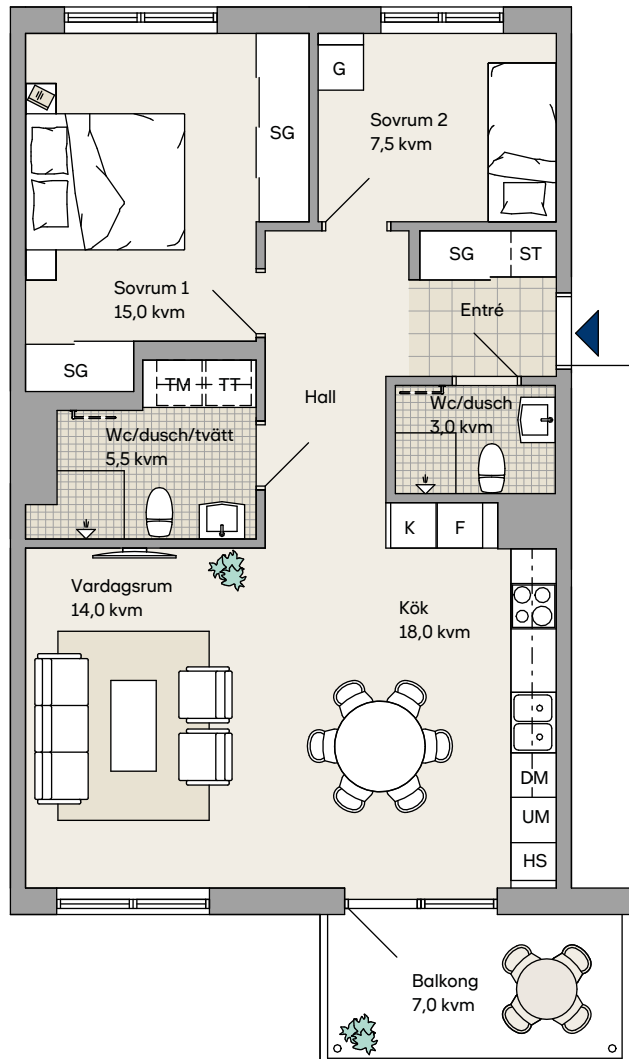 G
Sovrum 2
7,5 kvm
SG
SG
ST
Sovrum 1
15,0 kvm
Entré
SG
TM
TT
Hall
Wc/dusch
3,0 kvm
Wc/dusch/tvätt
5,5 kvm
K
F
Vardagsrum
14,0 kvm
Kök
18,0 kvm
DM
UM
HS
Balkong
7,0 kvm